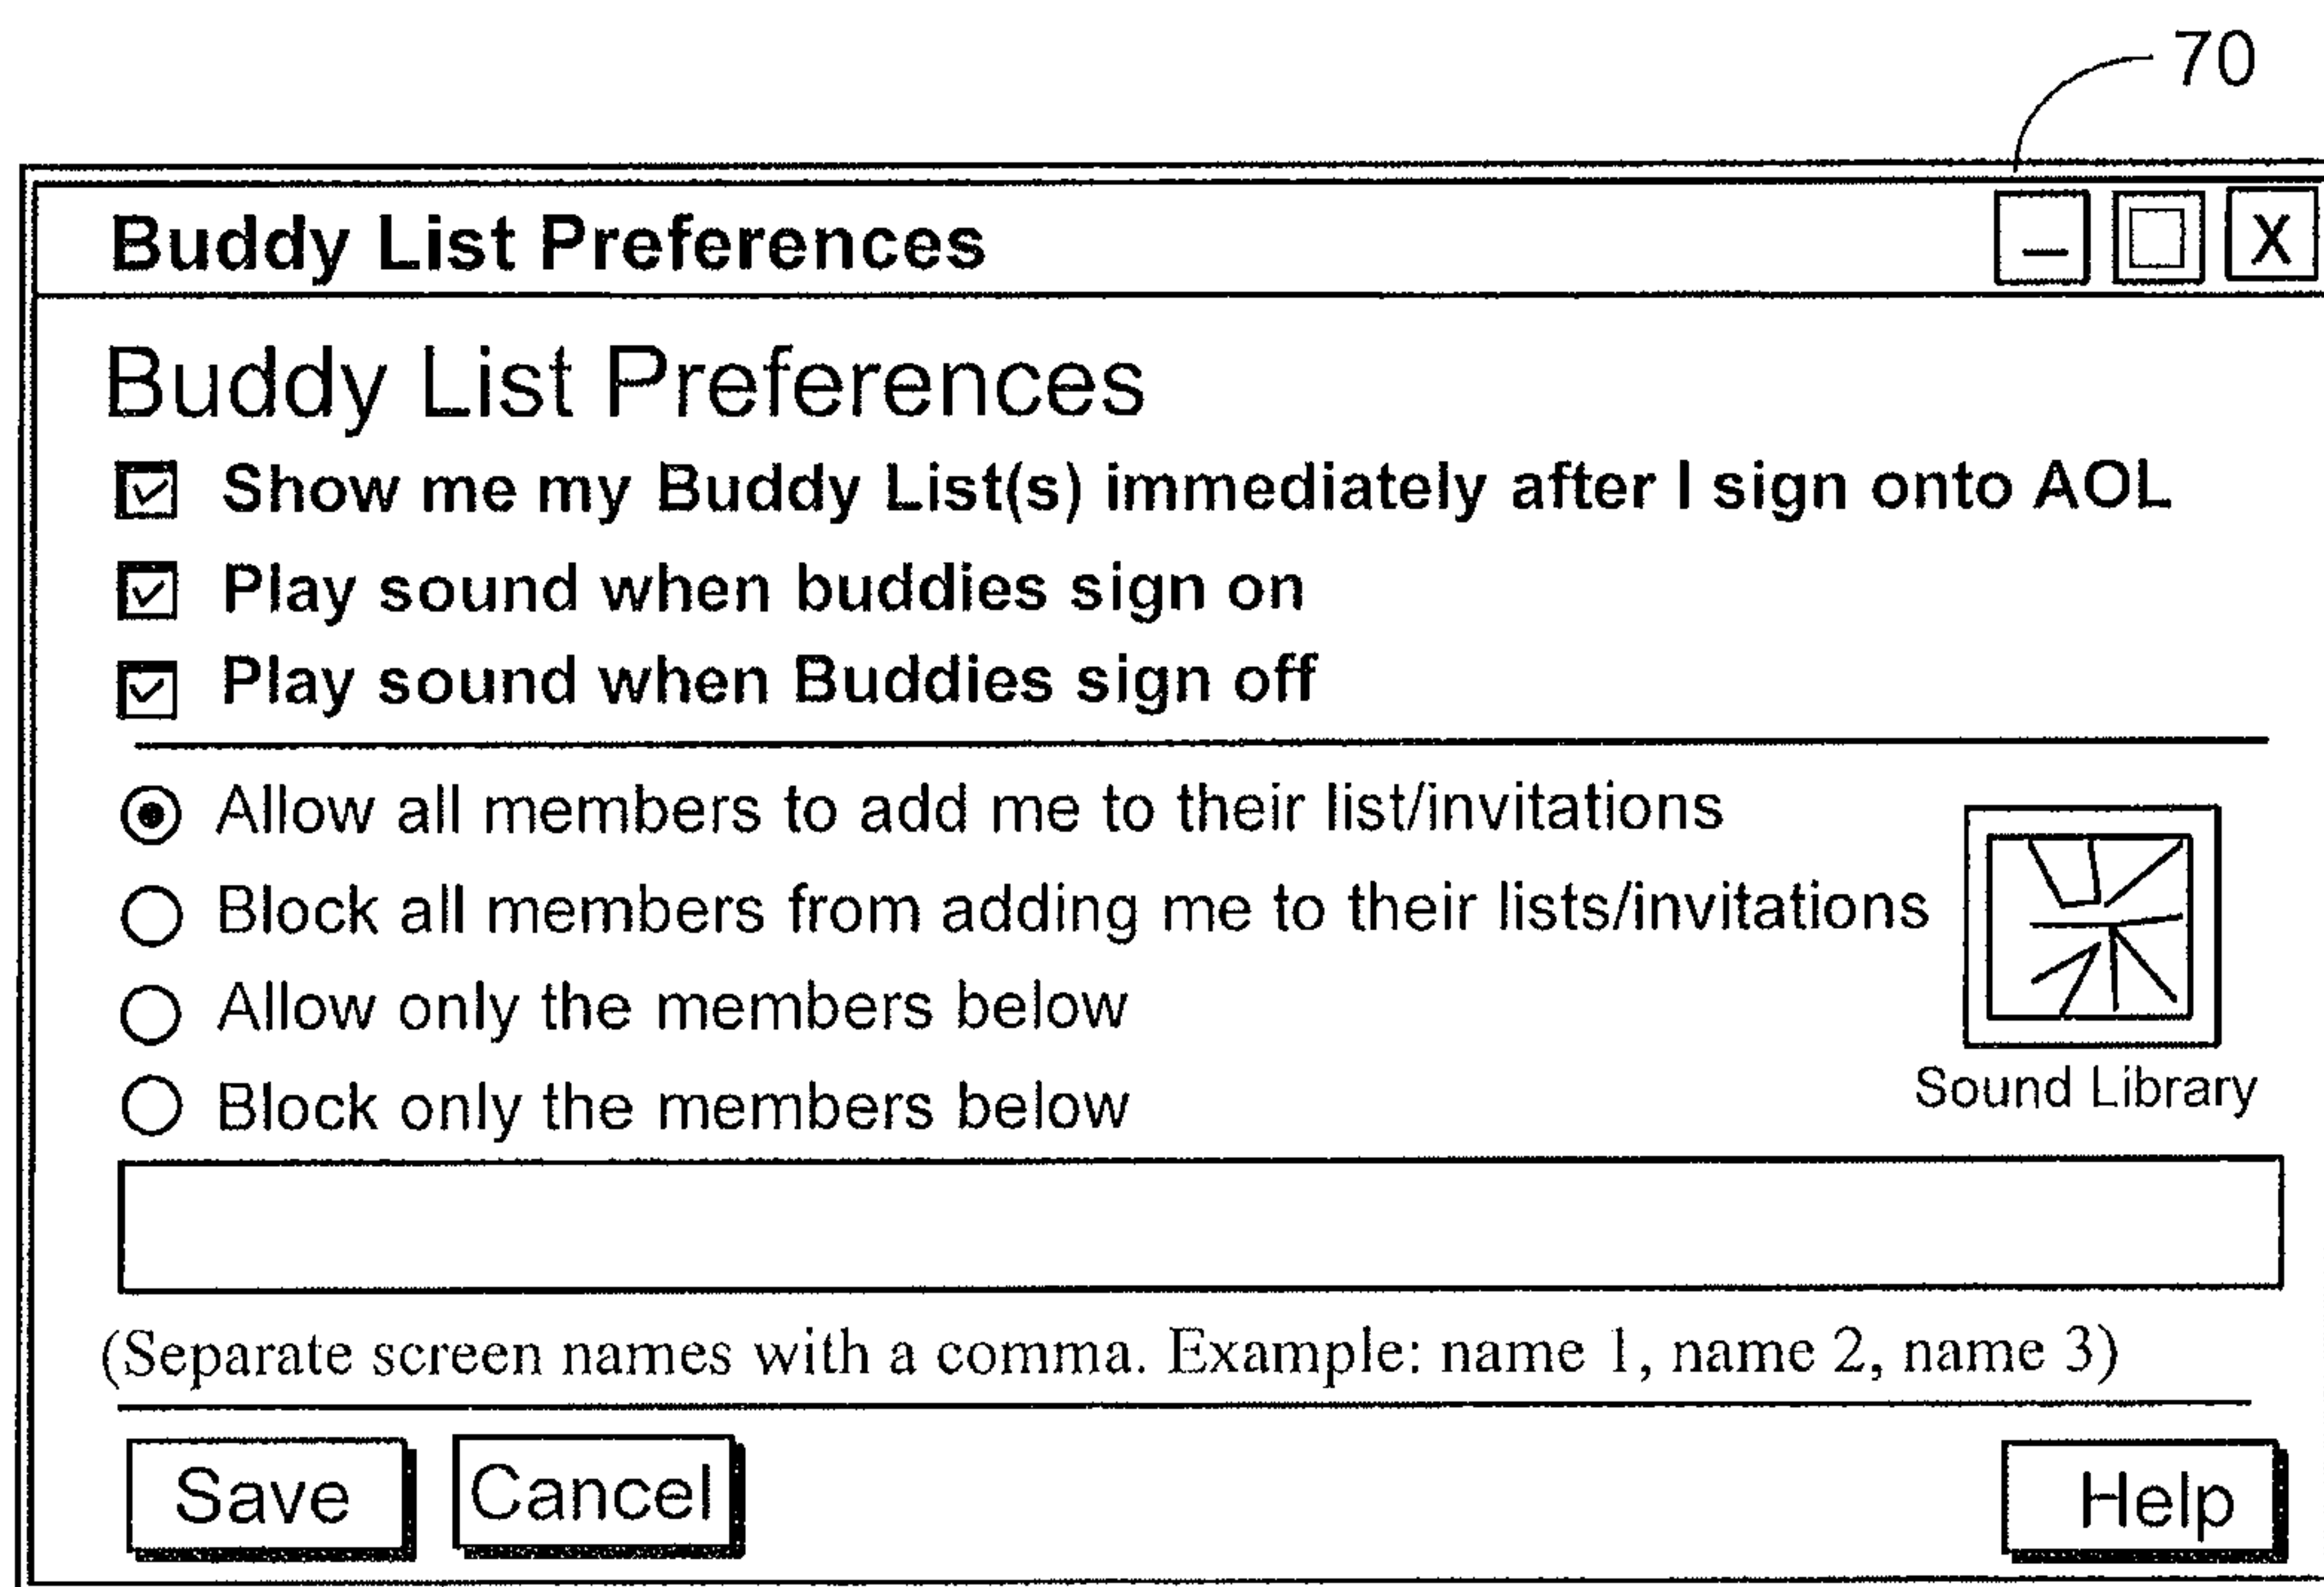 70
Buddy List Preferences
X
Buddy List Preferences
Show me my Buddy List(s) immediately after I sign onto AOL
Play sound when buddies sign on
Play sound when Buddies sign off
Allow all members to add me to their list/invitations
Block all members from adding me to their lists/invitations
Allow only the members below
Block only the members below
Sound Library
(Separate screen names with a comma. Example: name 1, name 2, name 3)
Save Cancel Help